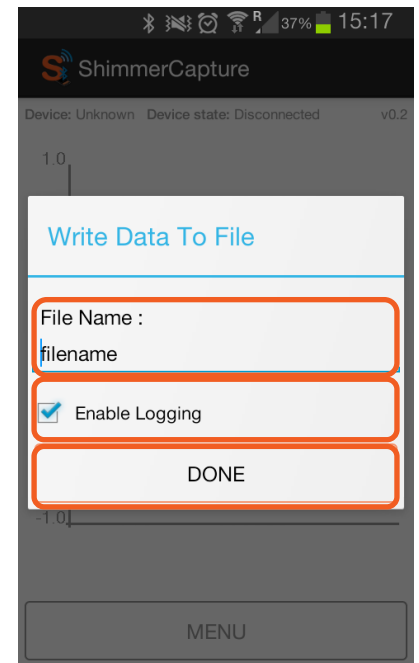 R 37% 15:17
ShimmerCapture
Device: Unknown Device state: Disconnected v0.2
1.0
Write Data To File
File Name :
filename
Enable Logging
DONE
-1.0
MENU